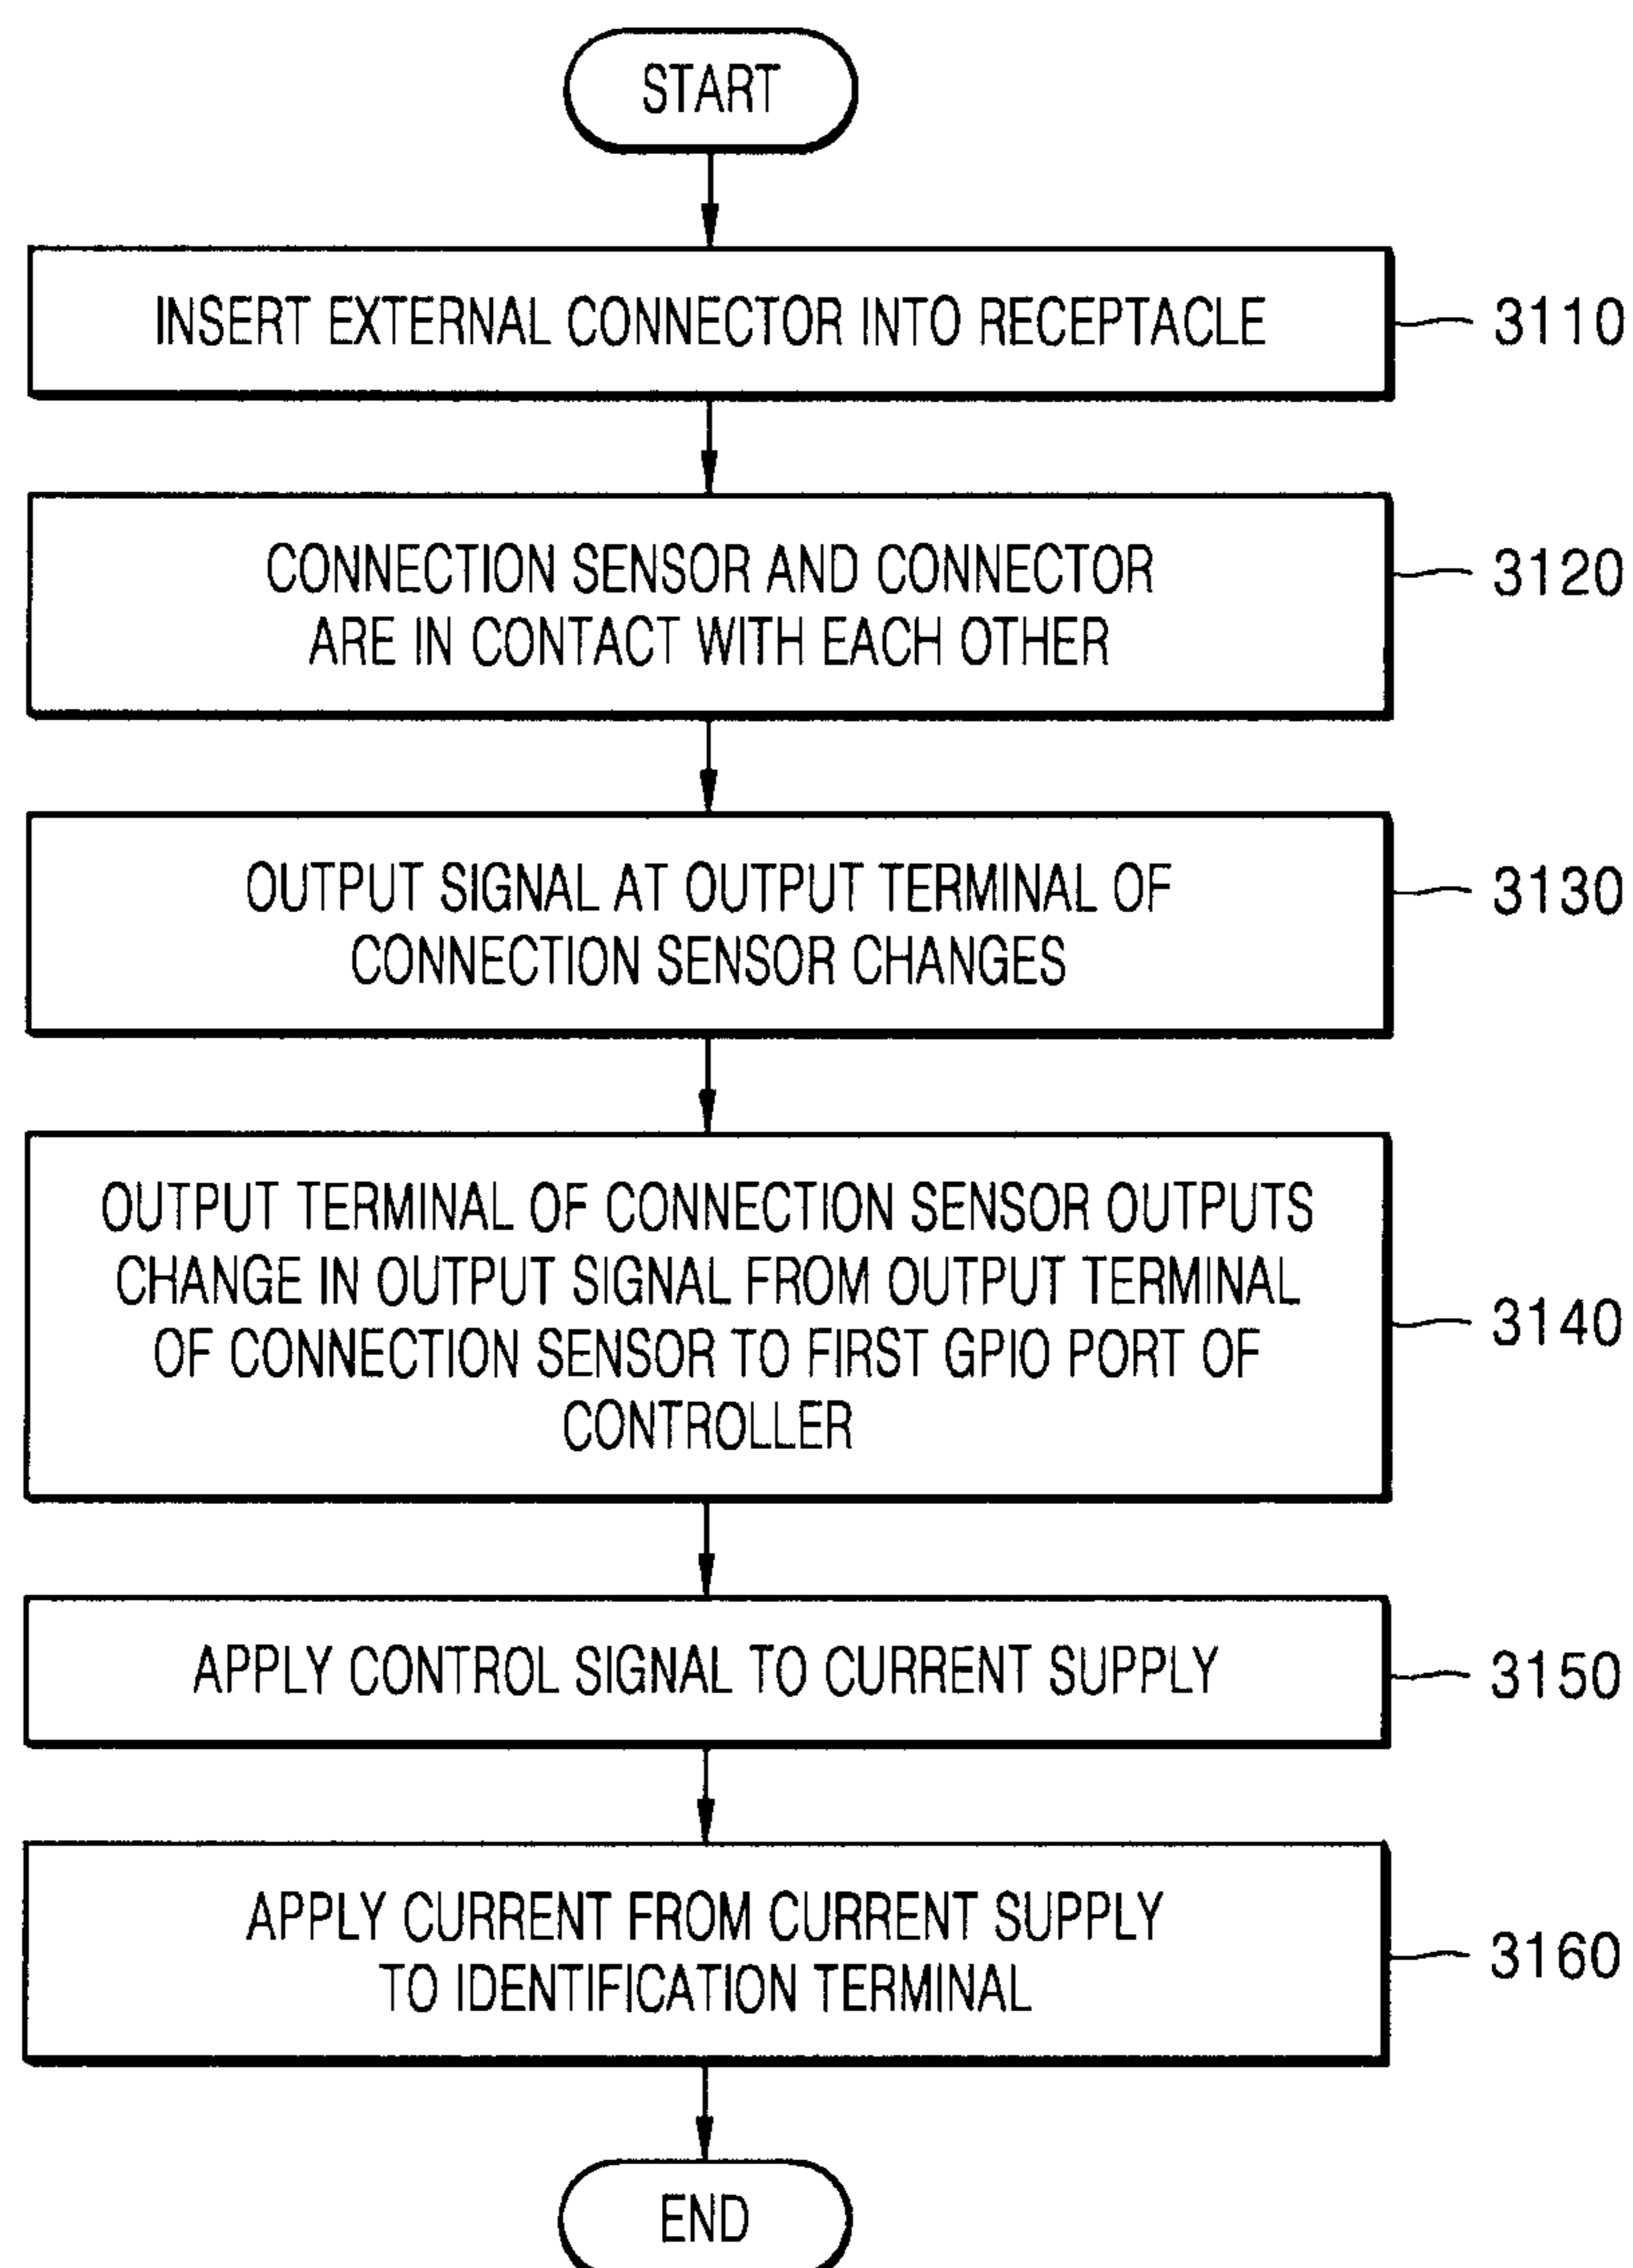 START
INSERT EXTERNAL CONNECTOR INTO RECEPTACLE
3110
CONNECTION SENSOR AND CONNECTOR
ARE IN CONTACT WITH EACH OTHER
3120
OUTPUT SIGNAL AT OUTPUT TERMINAL OF
CONNECTION SENSOR CHANGES
3130
OUTPUT TERMINAL OF CONNECTION SENSOR OUTPUTS
CHANGE IN OUTPUT SIGNAL FROM OUTPUT TERMINAL
OF CONNECTION SENSOR TO FIRST GPIO PORT OF
CONTROLLER
3140
APPLY CONTROL SIGNAL TO CURRENT SUPPLY
3150
APPLY CURRENT FROM CURRENT SUPPLY
TO IDENTIFICATION TERMINAL
3160
END